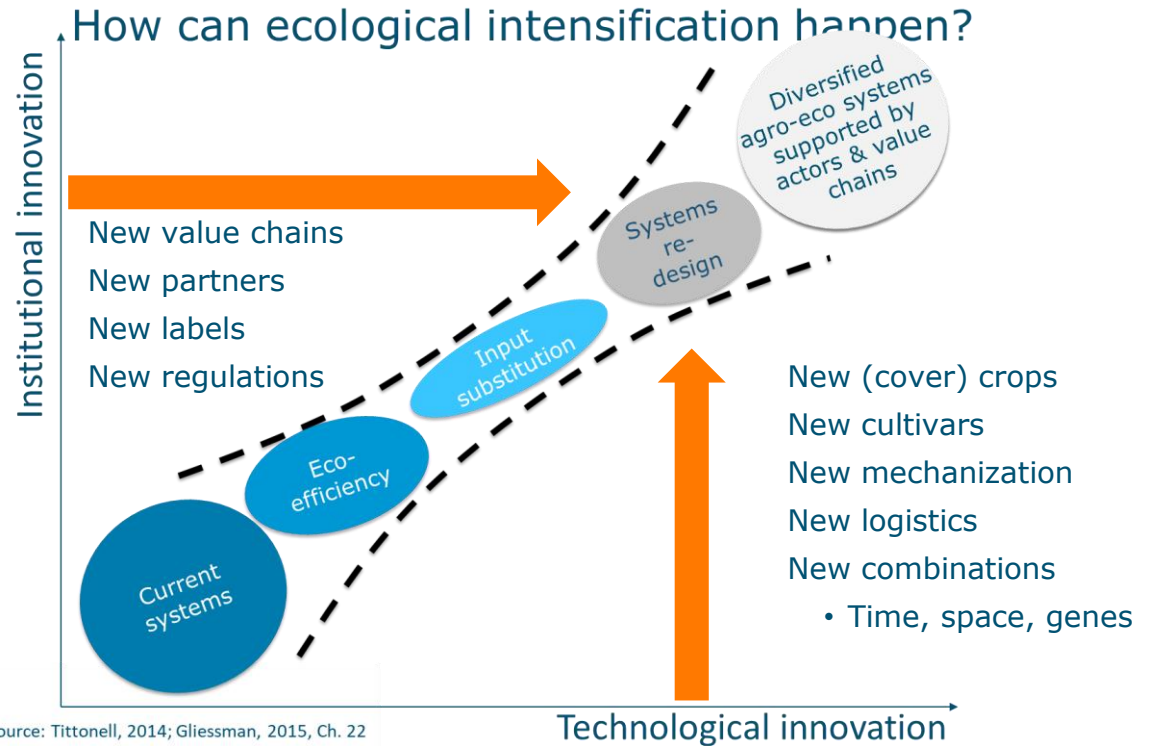 How can ecological intensification happen?
Institutional innovation
Diversified
agro-eco systems
supported by
actors & value
chains
Systems
re-
design
New value chains
New partners
New labels
New regulations
Input
substitution
New (cover) crops
New cultivars
New mechanization
New logistics
New combinations
• Time, space, genes
Eco-
efficiency
Current
systems
ource: Tittonell, 2014; Gliessman, 2015, Ch. 22
Technological innovation